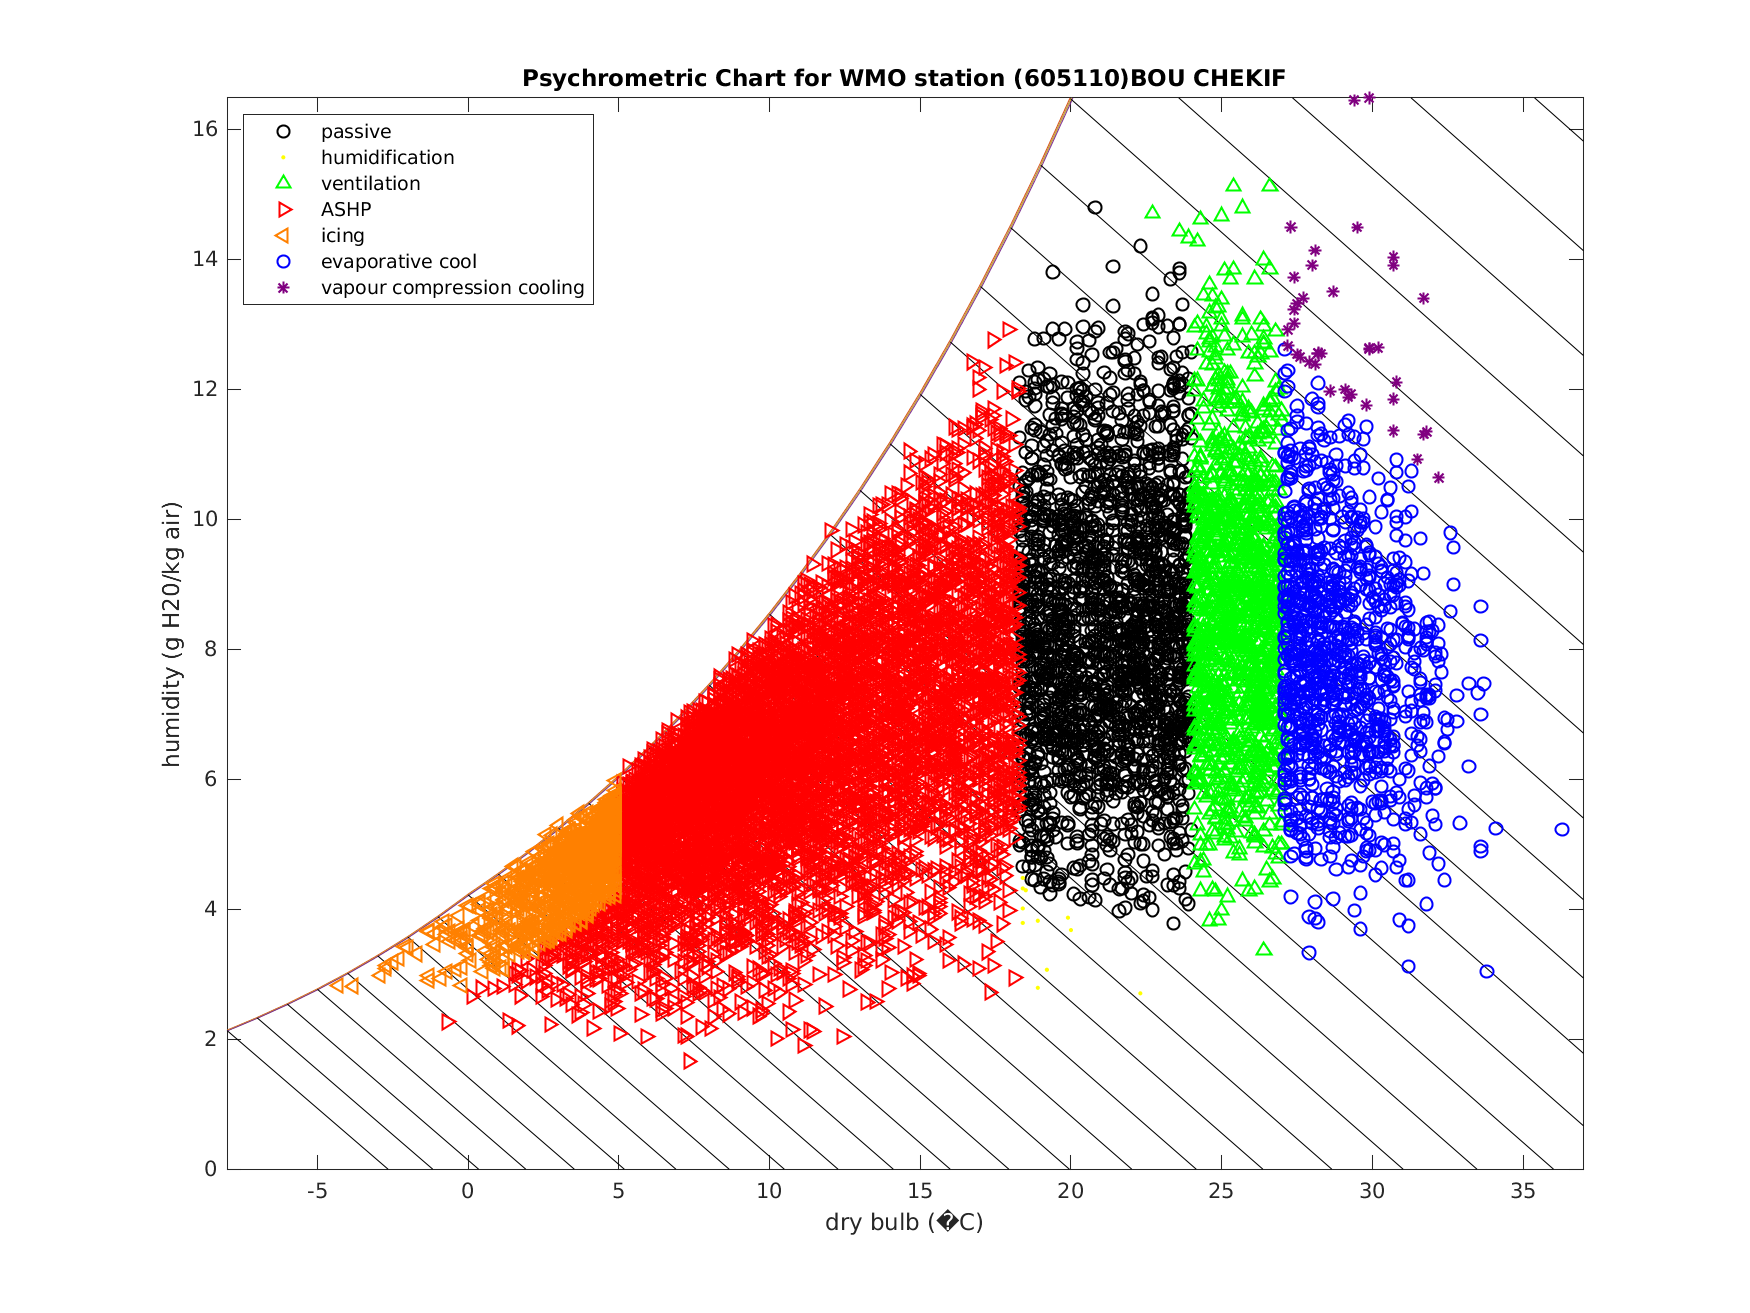 Psychrometric Chart for WMO station (605110)BOU CHEKIF
passive
humidification
ventilation
ASHP
icing
evaporative cool
vapour compression cooling
humidity (g H20/kg air)
16
14
12
10
8
6
4
2
0
-5
0
5
10
15
20
25
30
35
dry bulb (�C)